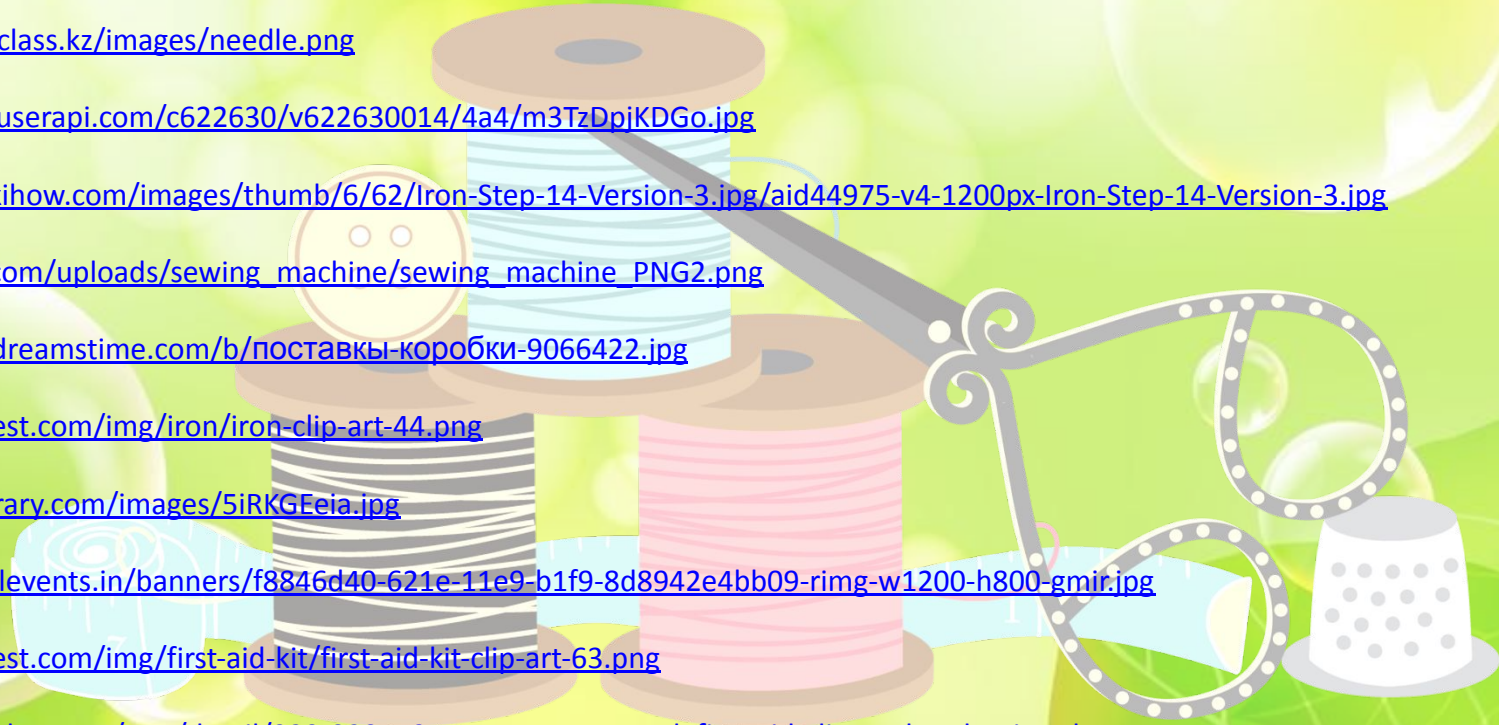 class.kz/images/needle.png
userapi.com/c622630/v622630014/4a4/m3TzDpjKDGo.jpg
kihow.com/images/thumb/6/62/Iron-Step-14-Version-3.jpg/aid44975-v4-1200px-Iron-Step-14-Version-3.jpg
com/uploads/sewing_machine/sewing_machine_PNG2.png
dreamstime.com/b/поставкы-коробки-9066422.jpg
est.com/img/iron/iron-clip-art-44.png
rary.com/images/5iRKGEeia.jpg
levents.in/banners/f8846d40-621e-11e9-b1f9-8d8942e4bb09-rimg-w1200-h800-gmir.jpg
est.com/img/first-aid-kit/first-aid-kit-clip-art-63.png